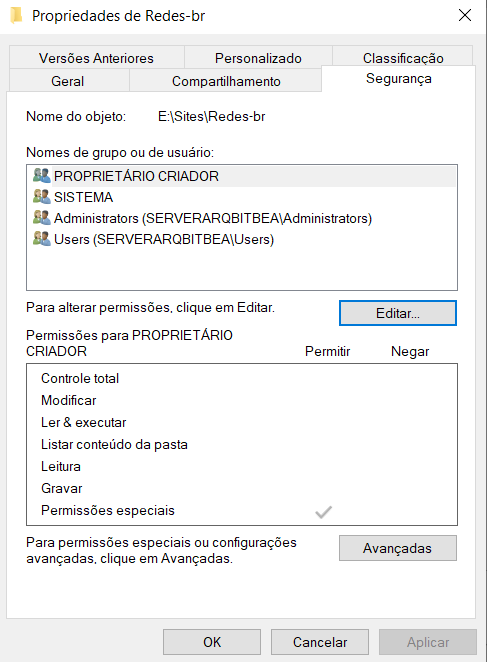 Propriedades de Redes-br
Versões Anteriores
Personalizado
Classificação
Geral
Compartilhamento
Segurança
Nome do objeto: E:\Sites\Redes-br
Nomes de grupo ou de usuário:
PROPRIETÁRIO CRIADOR
SISTEMA
Administrators (SERVERARQBITBEA\Administrators)
Users (SERVERARQBITBEA\Users)
Para alterar permissões, clique em Editar.
Editar...
Permissões para PROPRIETÁRIO
CRIADOR
Permitir
Negar
Controle total
Modificar
Ler & executar
Listar conteúdo da pasta
Leitura
Gravar
Permissões especiais
Para permissões especiais ou configurações
avançadas, clique em Avançadas.
Avançadas
OK
Cancelar
Aplicar